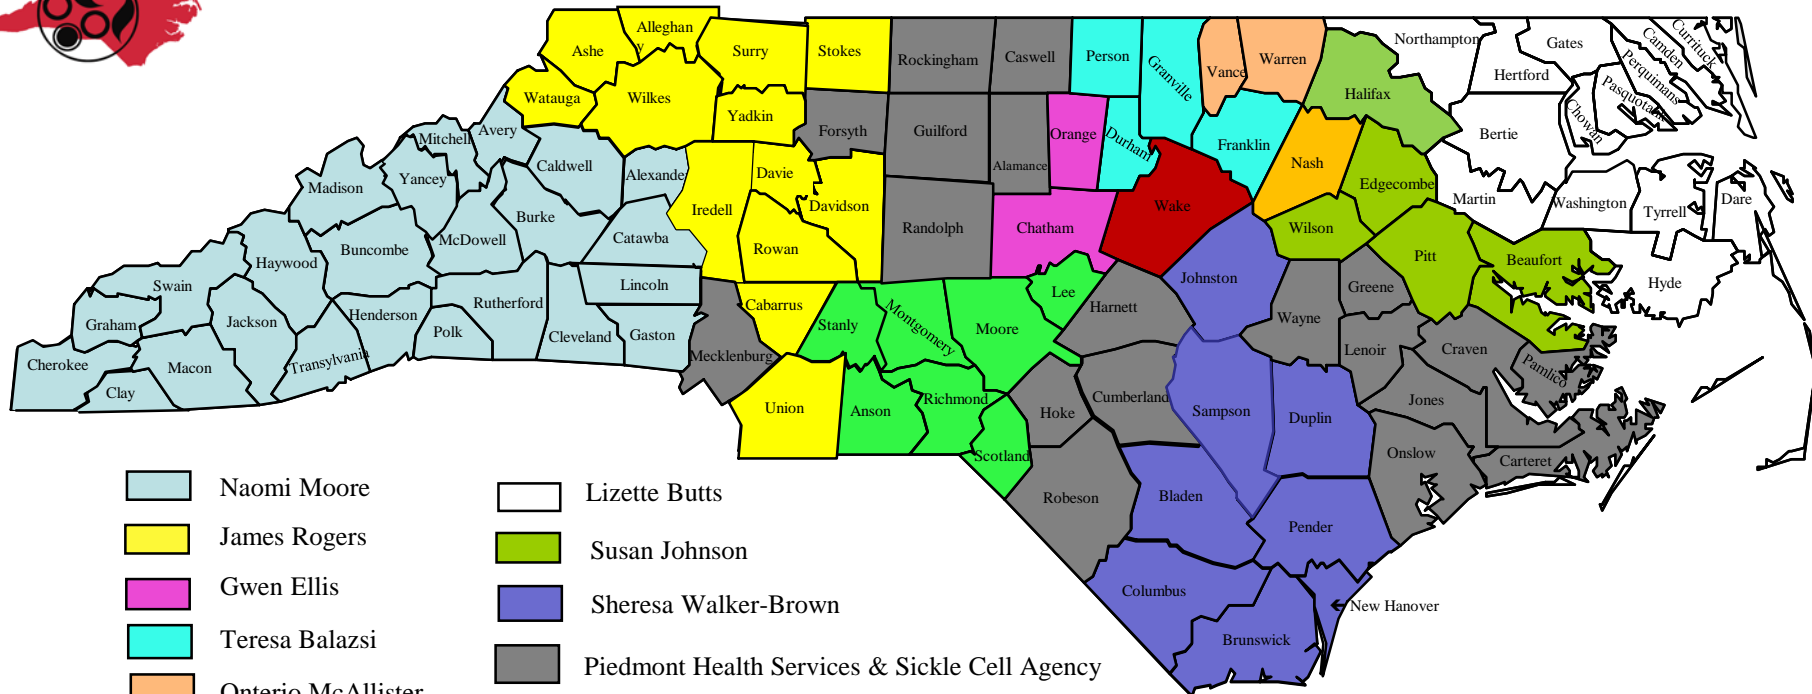 Alleghan
y
Ashe
Surry
Stokes
Rockingham
Caswell
Person
Granville
Vance
Warren
Northampton
Gates
Camden
Currituck
Hertford
Perquimans
Pasquotank
Chowan
Halifax
Bertie
Watauga
Wilkes
Yadkin
Forsyth
Guilford
Alamance
Orange
Durham
Franklin
Nash
Edgecombe
Martin
Washington
Tyrrell
Dare
Mitchell
Avery
Caldwell
Alexande
Iredell
Davie
Davidson
Rowan
Randolph
Chatham
Wake
Wilson
Pitt
Beaufort
Hyde
Madison
Yancey
Burke
McDowell
Catawba
Buncombe
Haywood
Swain
Graham
Jackson
Henderson
Rutherford
Polk
Cleveland
Lincoln
Gaston
Cherokee
Clay
Macon
Transylvania
Mecklenburg
Cabarrus
Stanly
Montgomery
Moore
Lee
Harnett
Johnston
Wayne
Greene
Lenoir
Craven
Pamlico
Jones
Union
Anson
Richmond
Scotland
Hoke
Cumberland
Sampson
Duplin
Onslow
Carteret
Robeson
Bladen
Pender
Columbus
Brunswick
New Hanover
Naomi Moore
James Rogers
Gwen Ellis
Teresa Balazsi
Onterio McAllister
Lizette Butts
Susan Johnson
Sheresa Walker-Brown
Piedmont Health Services & Sickle Cell Agency